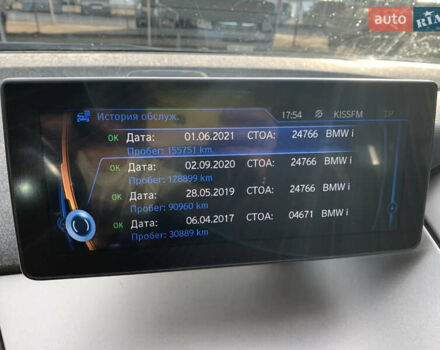 auto RIA
История обслуж.
17:54 KISSFM TP
OK Дата: 01.06.2021 СТОА: 24766 BMW i
Пробег: 155751 km
OK Дата: 02.09.2020 СТОА: 24766 BMW i
Пробег: 128899 km
OK Дата: 28.05.2019 СТОА: 24766 BMW i
Пробег: 90960 km
OK Дата: 06.04.2017 СТОА: 04671 BMW i
Пробег: 30889 km